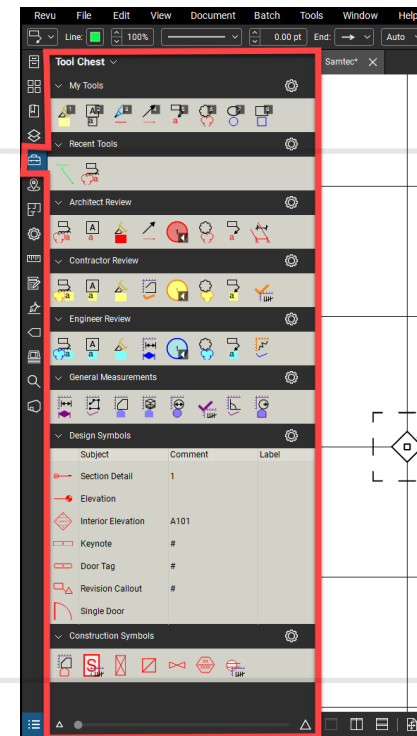 Revu File Edit View Document Batch Tools Window Help
Line: 100% 0.00 pt End: Auto
Tool Chest
Samtec*
My Tools
Recent Tools
Architect Review
Contractor Review
Engineer Review
General Measurements
Design Symbols
Subject Comment Label
Section Detail 1
Elevation
Interior Elevation A101
Keynote #
Door Tag #
Revision Callout #
Single Door
Construction Symbols